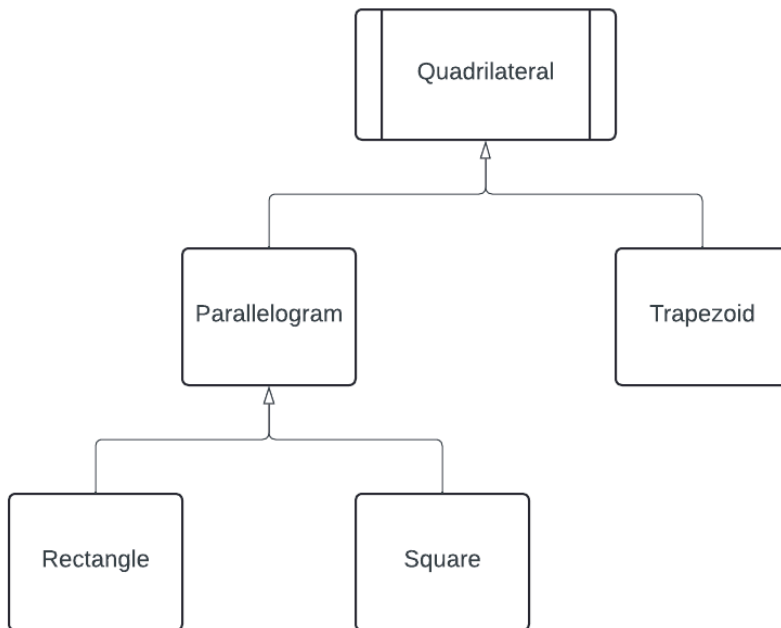 Quadrilateral
Parallelogram
Trapezoid
Rectangle
Square